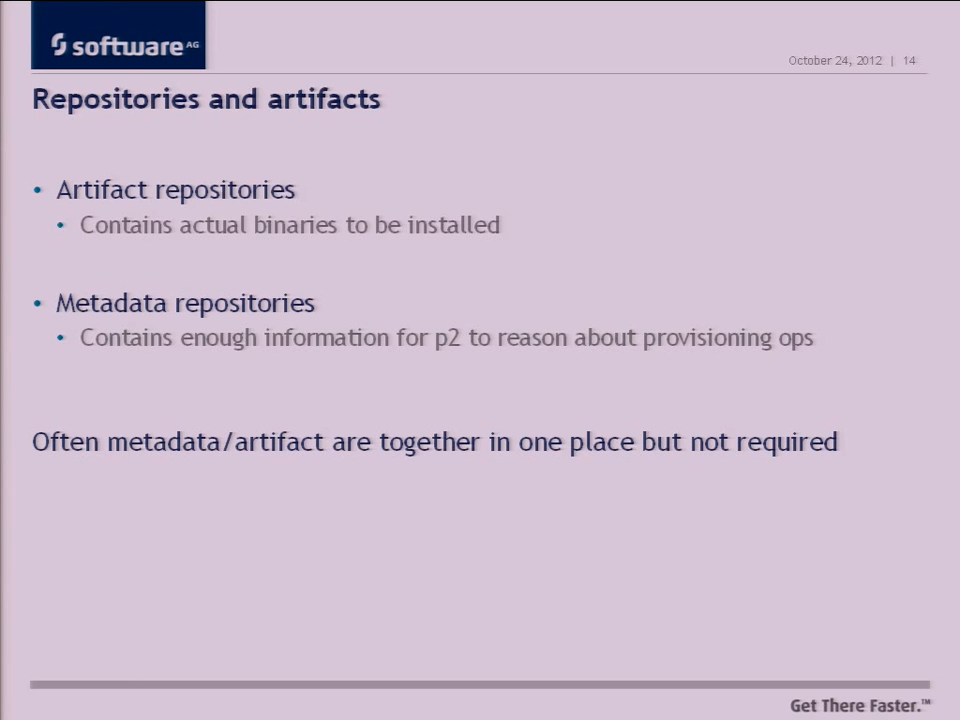 software AG
October 24, 2012 | 14
Repositories and artifacts
• Artifact repositories
• Contains actual binaries to be installed
• Metadata repositories
• Contains enough information for p2 to reason about provisioning ops
Often metadata/artifact are together in one place but not required
Get There Faster.™